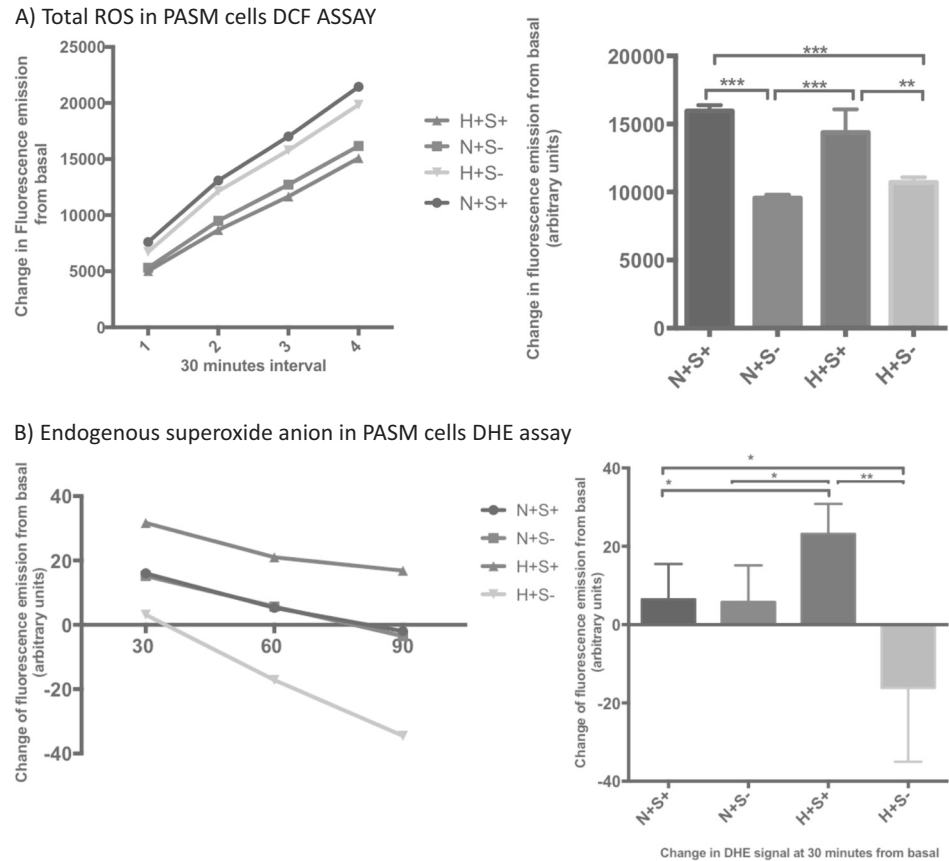 A) Total ROS in PASM cells DCF ASSAY
Change in Fluorescence emission
from basal
25000
20000
15000
10000
5000
0
1
2
3
4
30 minutes interval
H+S+
N+S-
H+S-
N+S+
Change in fluorescence emission from basal
(arbitrary units)
20000
15000
10000
5000
0
***
***
***
**
N+S+
N+S-
H+S+
H+S-
B) Endogenous superoxide anion in PASM cells DHE assay
Change of fluorescence emission from basal
(arbitrary units)
40
20
0
-20
-40
30
60
90
N+S+
N+S-
H+S+
H+S-
Change of fluorescence emission from basal
(arbitrary units)
40
20
0
-20
-40
*
*
*
**
N+S+
N+S-
H+S+
H+S-
Change in DHE signal at 30 minutes from basal